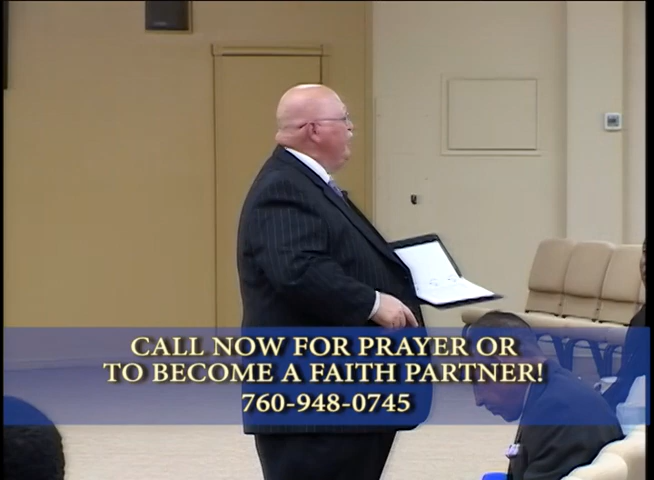 CALL NOW FOR PRAYER OR
TO BECOME A FAITH PARTNER!
760-948-0745